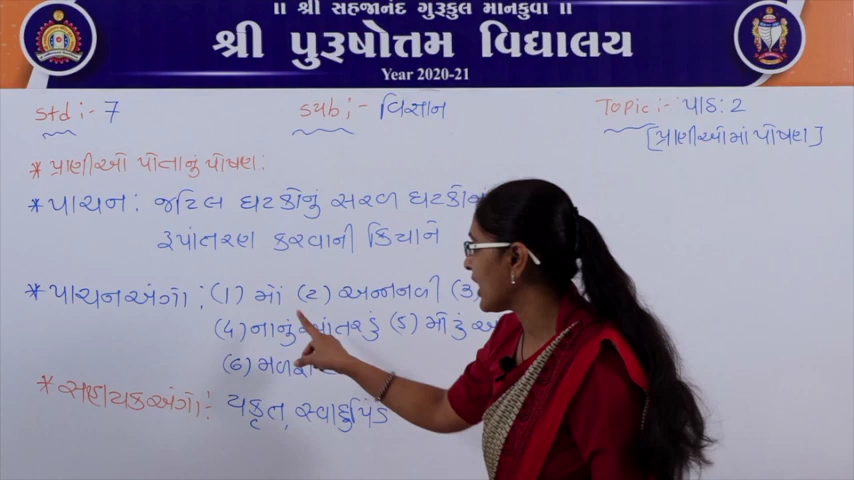 ॥ શ્રી સહજાનંદ ગુરૂકુલ માનકુવા ॥
શ્રી પુરૂષોત્તમ વિદ્યાલય
Year 2020-21
Std :- 7 Sub :- વિજ્ઞાન Topic :- પાઠ : 2
[પ્રાણીઓમાં પોષણ]
* પ્રાણીઓ પોતાનું પોષણ :
* પાચન : જટિલ ઘટકોનું સરળ ઘટકોમાં
રૂપાંતરણ કરવાની ક્રિયાને
* પાચનઅંગો : (1) મોં (2) અન્નનળી (3)
(4) નાનું આંતરડું (5) મોટું
(6)
* સહાયકઅંગો : યકૃત, સ્વાદુપિંડ